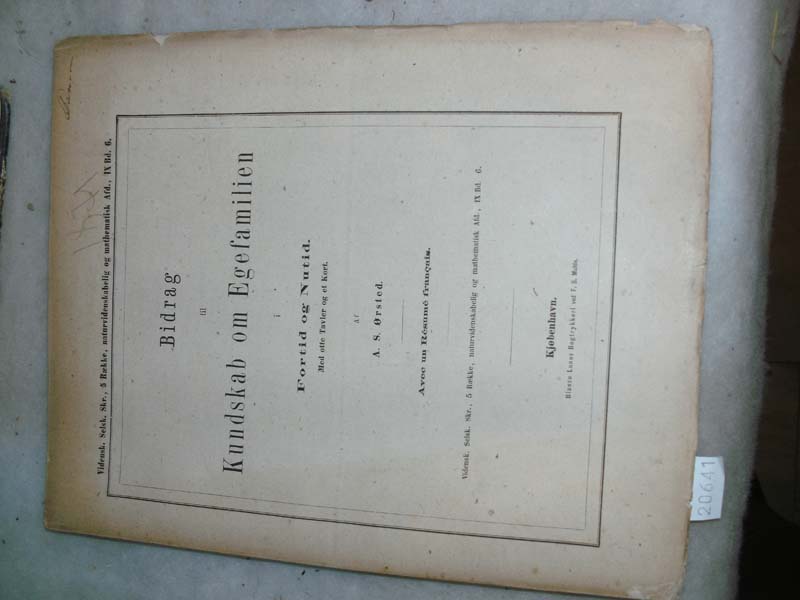 Vidensk. Selsk. Skr., 5 Række, naturvidenskabelig og mathematisk Afd., IX Bd. 6.
Bidrag
til
Kundskab om Egefamilien
i
Fortid og Nutid.
Med otte Tavler og et Kort.
Af
A. S. Ørsted.
Avec un Résumé français.
Vidensk. Selsk. Skr., 5 Række, naturvidenskabelig og mathematisk Afd., IX Bd. 6.
Kjøbenhavn.
Bianco Lunos Bogtrykkeri ved F. S. Muhle.
20641